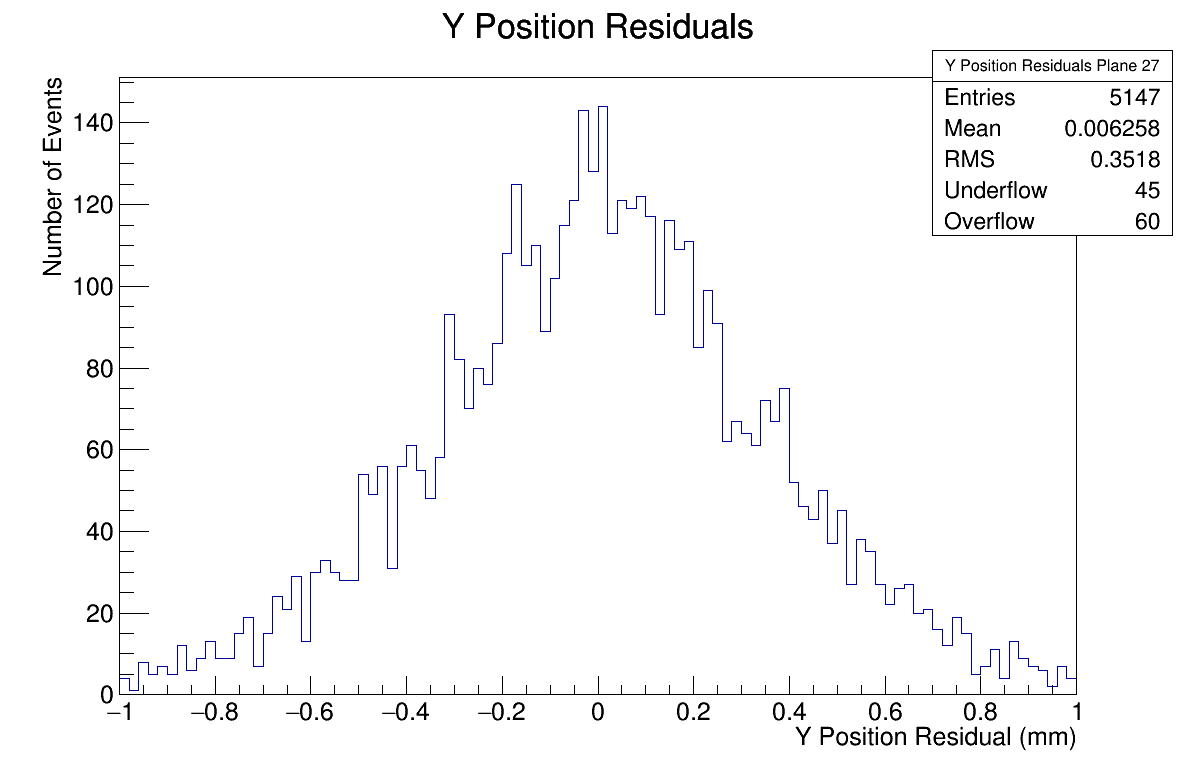 Y Position Residuals
Y Position Residuals Plane 27
Entries 5147
Mean 0.006258
RMS 0.3518
Underflow 45
Overflow 60
Number of Events
140
120
100
80
60
40
20
0
−1 −0.8 −0.6 −0.4 −0.2 0 0.2 0.4 0.6 0.8 1
Y Position Residual (mm)